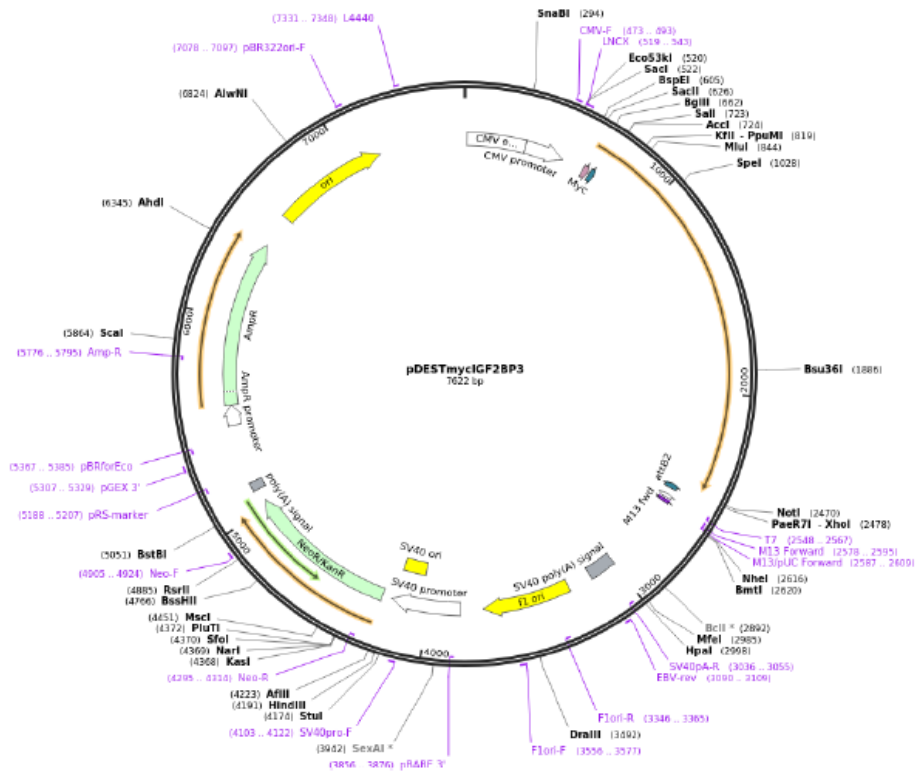 SnaBI (294)
CMV-F (473 .. 493)
LNCX (519 .. 543)
Eco53kI (520)
SacI (522)
BspEI (605)
SacII (626)
BglII (662)
SalI (723)
AccI (724)
KflI - PpuMI (819)
MluI (844)
SpeI (1028)
Bsu36I (1886)
NotI (2470)
PaeR7I - XhoI (2478)
T7 (2548 .. 2567)
M13 Forward (2578 .. 2595)
M13/pUC Forward (2587 .. 2609)
NheI (2616)
BmtI (2620)
BclI * (2892)
MfeI (2985)
HpaI (2998)
SV40pA-R (3036 .. 3055)
EBV-rev (3090 .. 3109)
F1ori-R (3346 .. 3365)
DraIII (3492)
F1ori-F (3556 .. 3577)
pBABE 3' (3856 .. 3876)
(3942) SexAI *
(4103 .. 4122) SV40pro-F
(4174) StuI
(4191) HindIII
(4223) AflII
(4295 .. 4314) Neo-R
(4368) KasI
(4369) NarI
(4370) SfoI
(4372) PluTI
(4451) MscI
(4766) BssHII
(4885) RsrII
(4905 .. 4924) Neo-F
(5051) BstBI
(5188 .. 5207) pRS-marker
(5307 .. 5329) pGEX 3'
(5367 .. 5385) pBRforEco
(5776 .. 5795) Amp-R
(5864) ScaI
(6345) AhdI
(6824) AlwNI
(7078 .. 7097) pBR322ori-F
(7331 .. 7348) L4440
1000
2000
3000
4000
5000
6000
7000
CMV e...
CMV promoter
Myc
attB2
M13 fwd
SV40 poly(A) signal
f1 ori
SV40 promoter
SV40 ori
NeoR/KanR
poly(A) signal
AmpR promoter
AmpR
ori
pDESTmycIGF2BP3
7622 bp